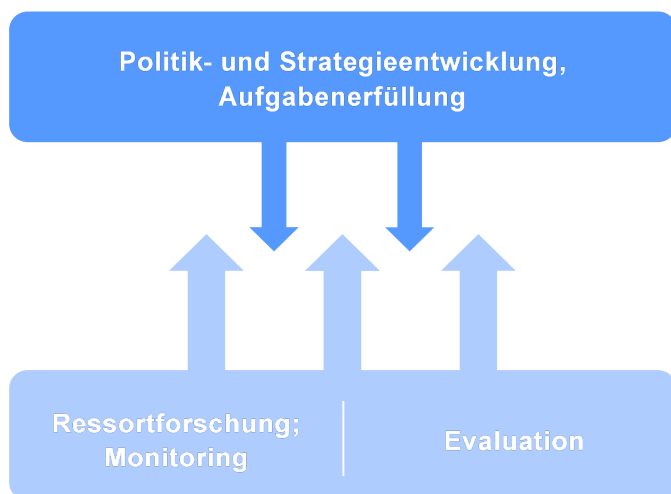 Politik- und Strategieentwicklung,
Aufgabenerfüllung
Ressortforschung;
Monitoring
Evaluation